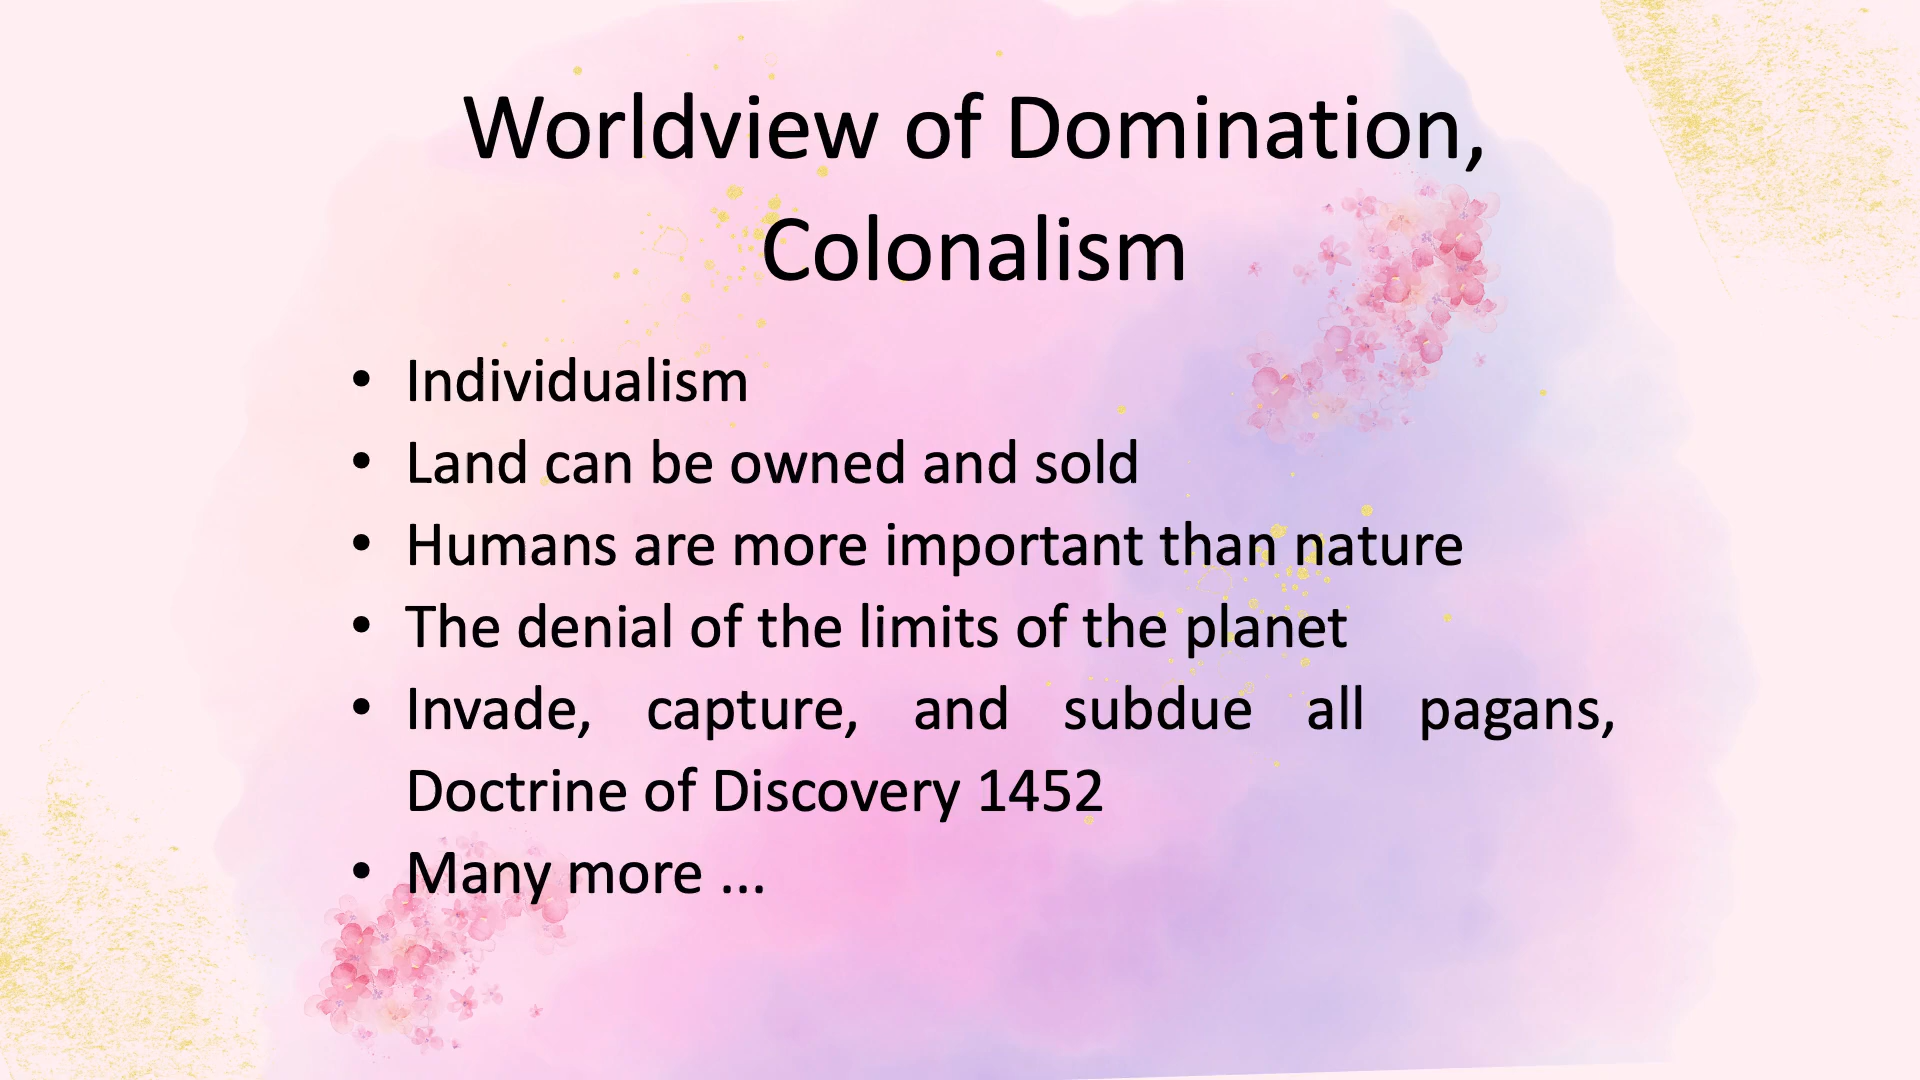 Worldview of Domination,
Colonalism
• Individualism
• Land can be owned and sold
• Humans are more important than nature
• The denial of the limits of the planet
• Invade, capture, and subdue all pagans,
Doctrine of Discovery 1452
• Many more ...